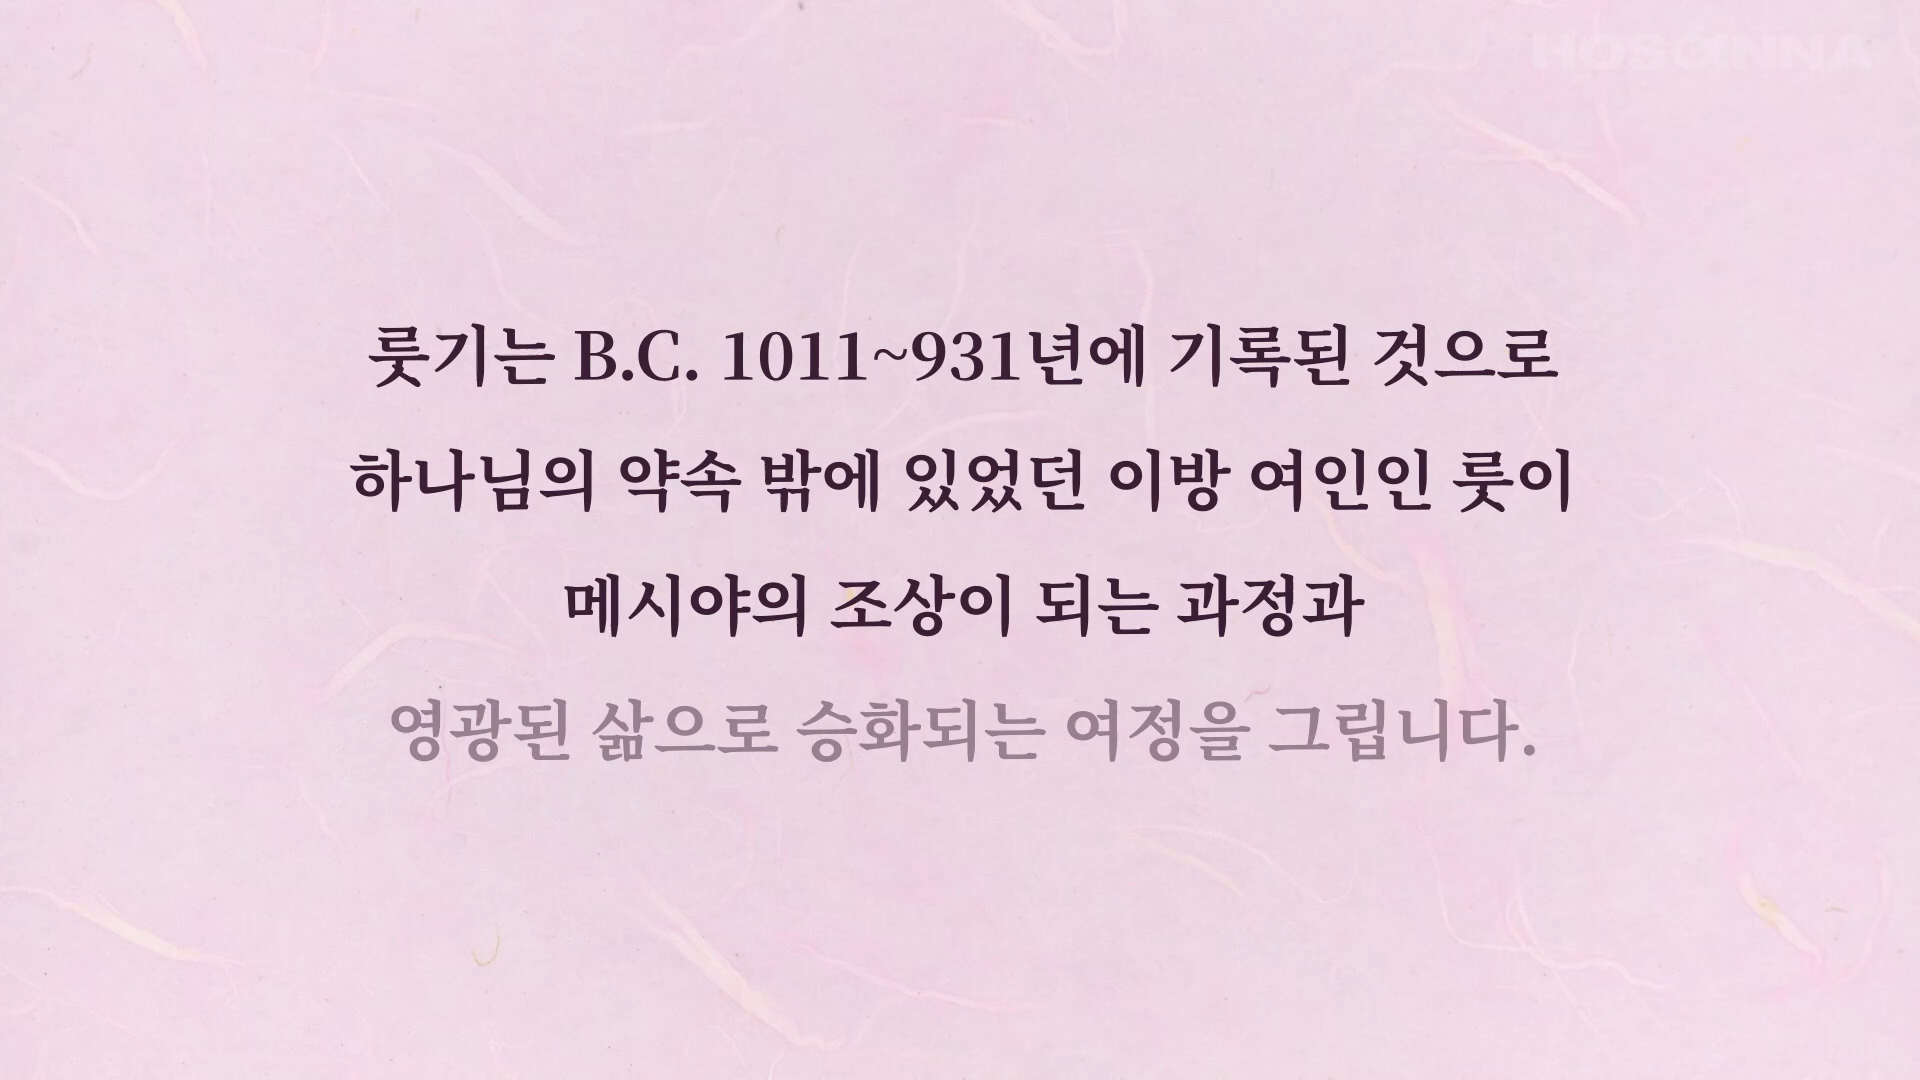 HOSANNA
룻기는 B.C. 1011~931년에 기록된 것으로
하나님의 약속 밖에 있었던 이방 여인인 룻이
메시야의 조상이 되는 과정과
영광된 삶으로 승화되는 여정을 그립니다.